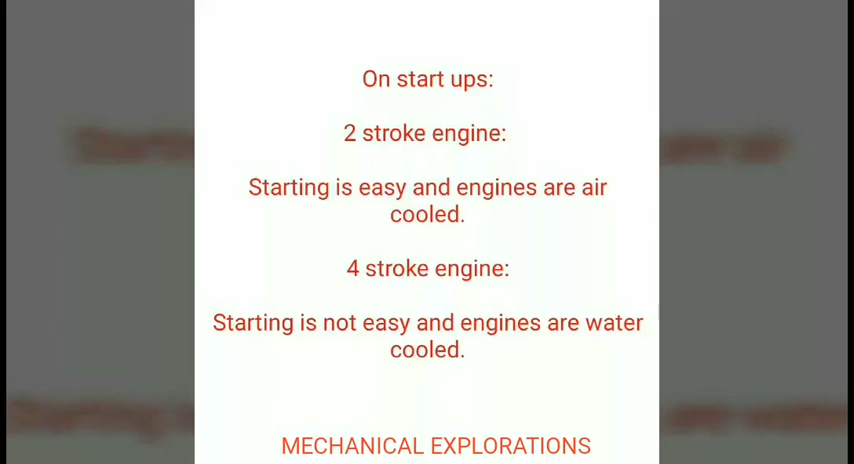 On start ups:
2 stroke engine:
Starting is easy and engines are air
cooled.
4 stroke engine:
Starting is not easy and engines are water
cooled.
MECHANICAL EXPLORATIONS